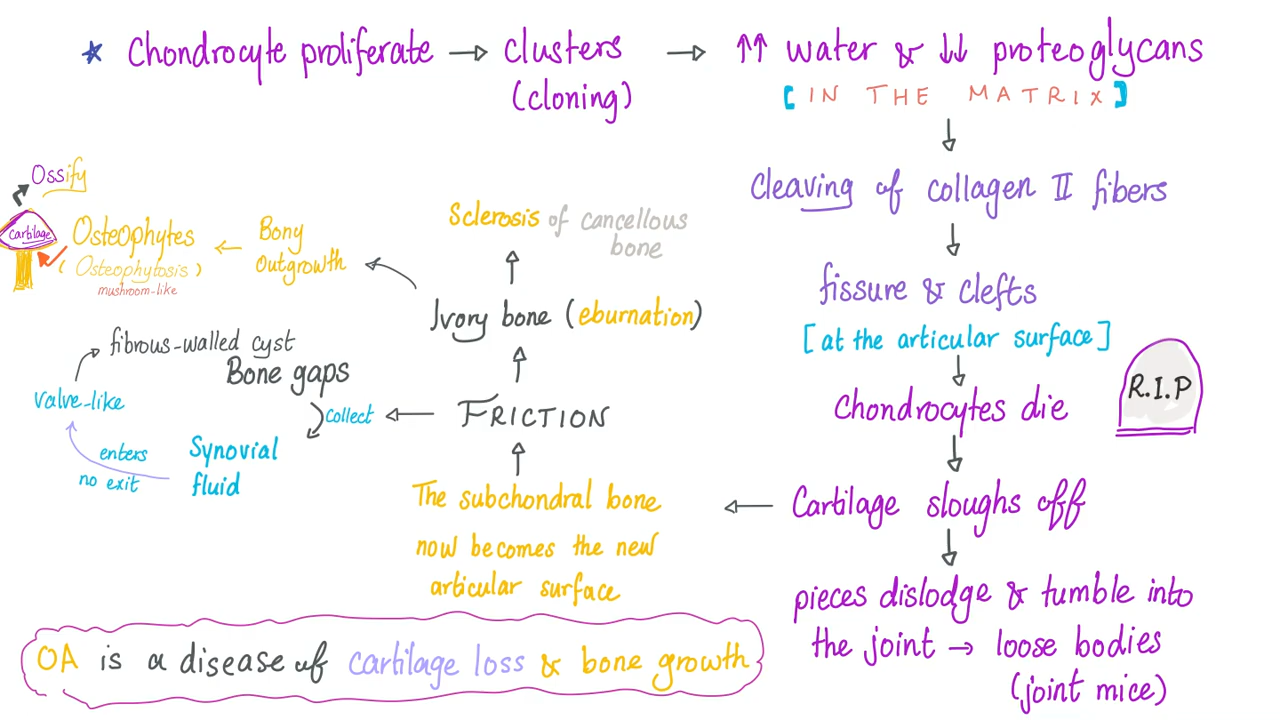 * Chondrocyte proliferate → clusters → ↑↑ water & ↓↓ proteoglycans
(cloning)
[IN THE MATRIX]
Cleaving of collagen II fibers
fissure & clefts
[at the articular surface]
Chondrocytes die
R.I.P
Cartilage sloughs off
pieces dislodge & tumble into
the joint → loose bodies
(joint mice)
The subchondral bone
now becomes the new
articular surface
FRICTION
Ivory bone (eburnation)
Sclerosis of cancellous
bone
Bony
outgrowth
Osteophytes
(Osteophytosis)
mushroom-like
Cartilage
Ossify
Bone gaps
collect
Synovial
fluid
enters
no exit
valve-like
fibrous-walled cyst
OA is a disease of cartilage loss & bone growth